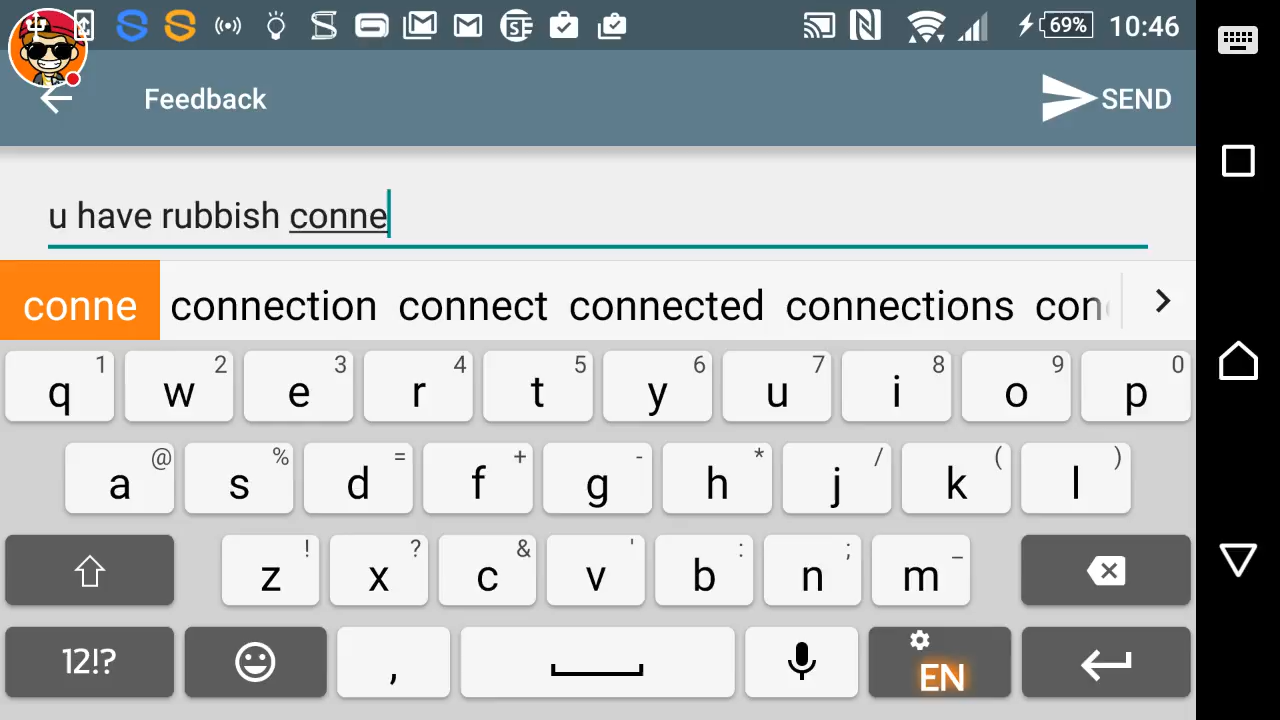 69% 10:46
Feedback SEND
u have rubbish conne
conne connection connect connected connections con
1 2 3 4 5 6 7 8 9 0
q w e r t y u i o p
@ % = + - * / ( )
a s d f g h j k l
! ? & ' : ; _
z x c v b n m
12!? , EN